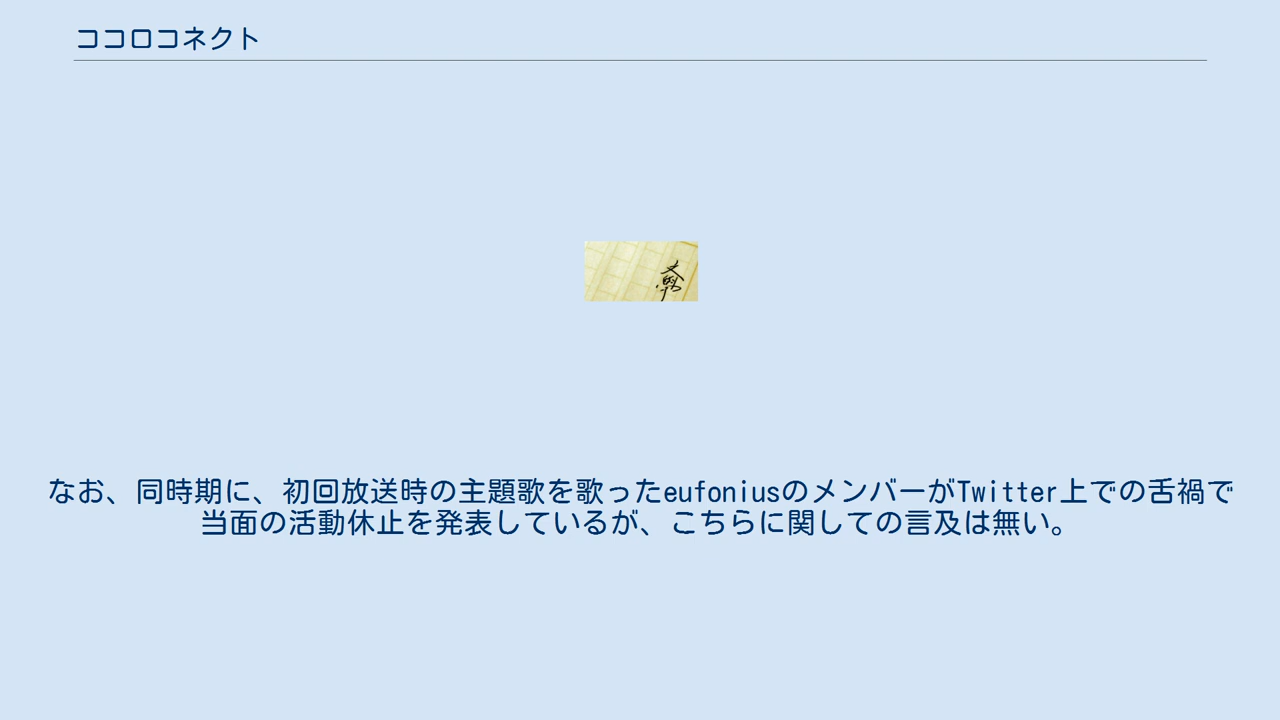 ココロコネクト
なお、同時期に、初回放送時の主題歌を歌ったeufoniusのメンバーがTwitter上での舌禍で
当面の活動休止を発表しているが、こちらに関しての言及は無い。